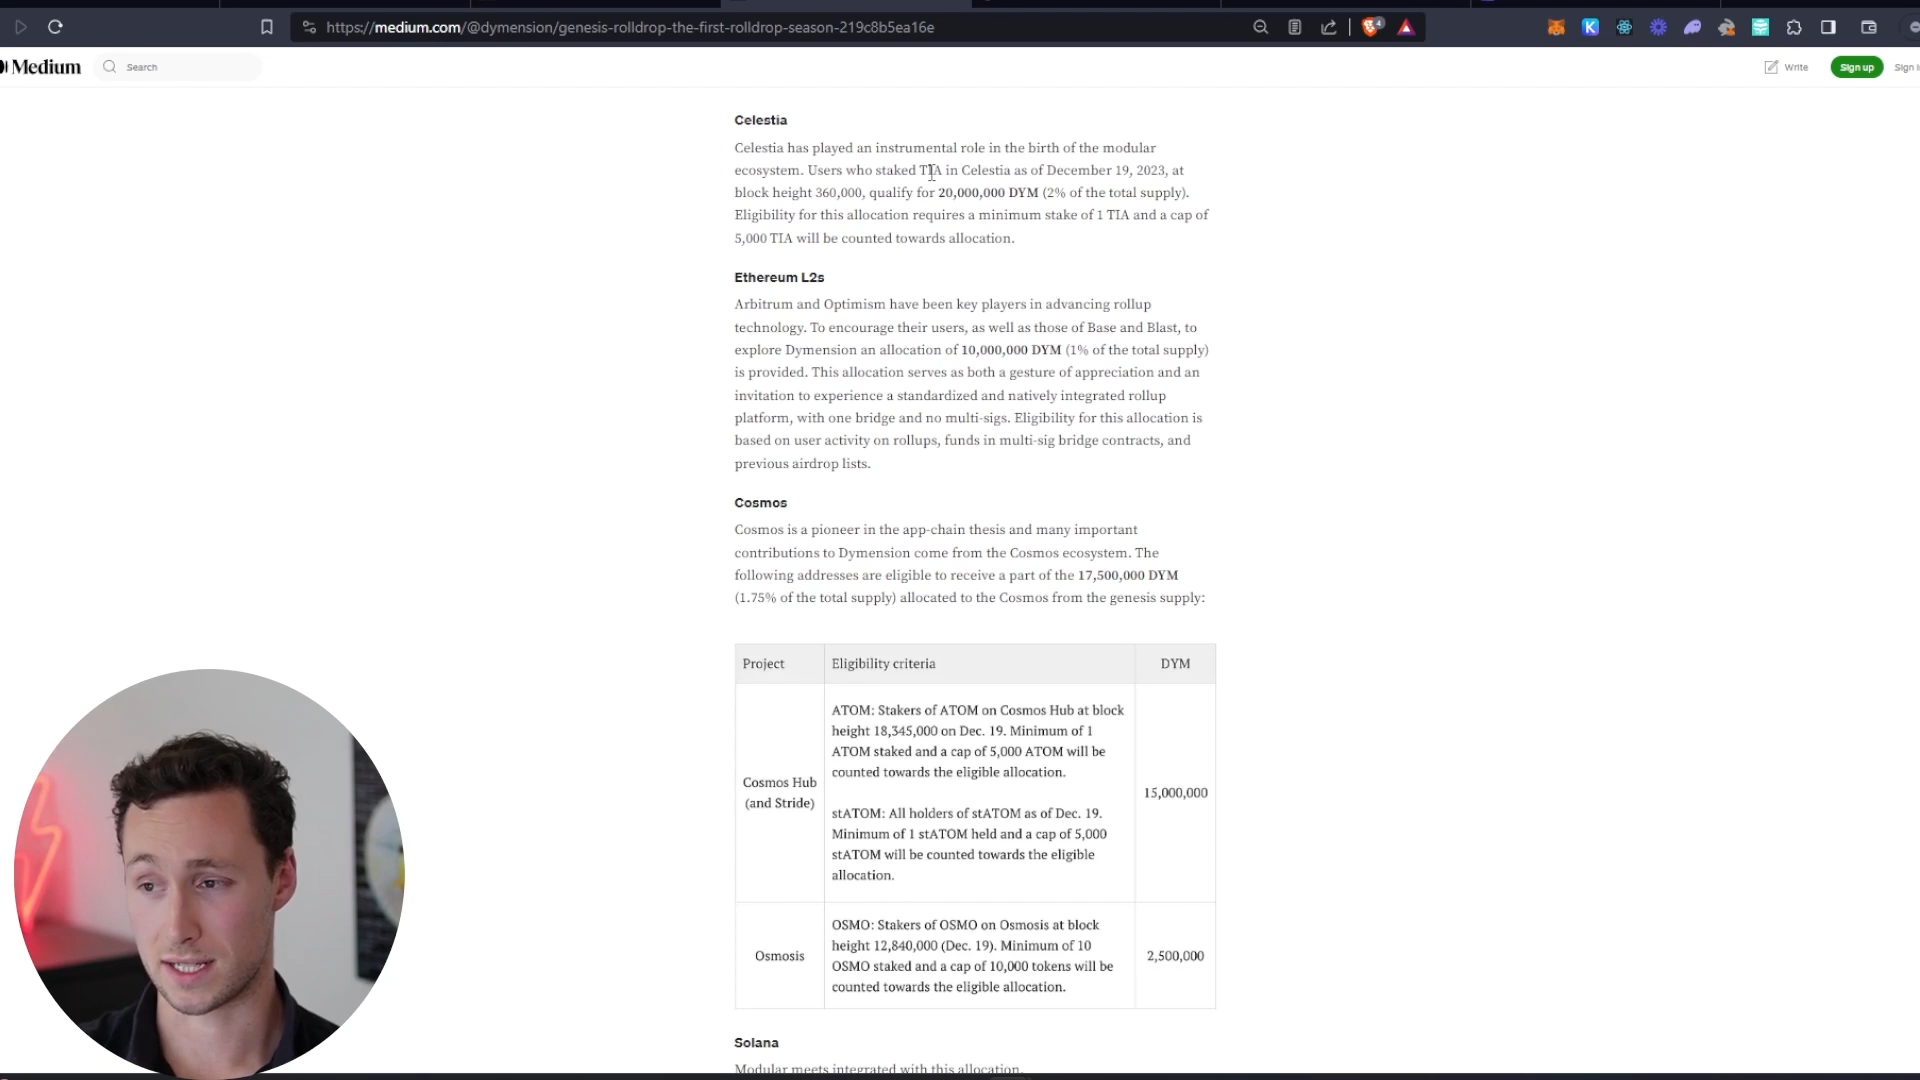 https://medium.com/@dymension/genesis-rolldrop-the-first-rolldrop-season-219c8b5ea16e
4
Medium
Search
Write
Sign up
Sign i
Celestia
Celestia has played an instrumental role in the birth of the modular
ecosystem. Users who staked TIA in Celestia as of December 19, 2023, at
block height 360,000, qualify for 20,000,000 DYM (2% of the total supply).
Eligibility for this allocation requires a minimum stake of 1 TIA and a cap of
5,000 TIA will be counted towards allocation.
Ethereum L2s
Arbitrum and Optimism have been key players in advancing rollup
technology. To encourage their users, as well as those of Base and Blast, to
explore Dymension an allocation of 10,000,000 DYM (1% of the total supply)
is provided. This allocation serves as both a gesture of appreciation and an
invitation to experience a standardized and natively integrated rollup
platform, with one bridge and no multi-sigs. Eligibility for this allocation is
based on user activity on rollups, funds in multi-sig bridge contracts, and
previous airdrop lists.
Cosmos
Cosmos is a pioneer in the app-chain thesis and many important
contributions to Dymension come from the Cosmos ecosystem. The
following addresses are eligible to receive a part of the 17,500,000 DYM
(1.75% of the total supply) allocated to the Cosmos from the genesis supply:
Project Eligibility criteria DYM
Cosmos Hub
(and Stride)
ATOM: Stakers of ATOM on Cosmos Hub at block
height 18,345,000 on Dec. 19. Minimum of 1
ATOM staked and a cap of 5,000 ATOM will be
counted towards the eligible allocation.
stATOM: All holders of stATOM as of Dec. 19.
Minimum of 1 stATOM held and a cap of 5,000
stATOM will be counted towards the eligible
allocation.
15,000,000
Osmosis
OSMO: Stakers of OSMO on Osmosis at block
height 12,840,000 (Dec. 19). Minimum of 10
OSMO staked and a cap of 10,000 tokens will be
counted towards the eligible allocation.
2,500,000
Solana
Modular meets integrated with this allocation.